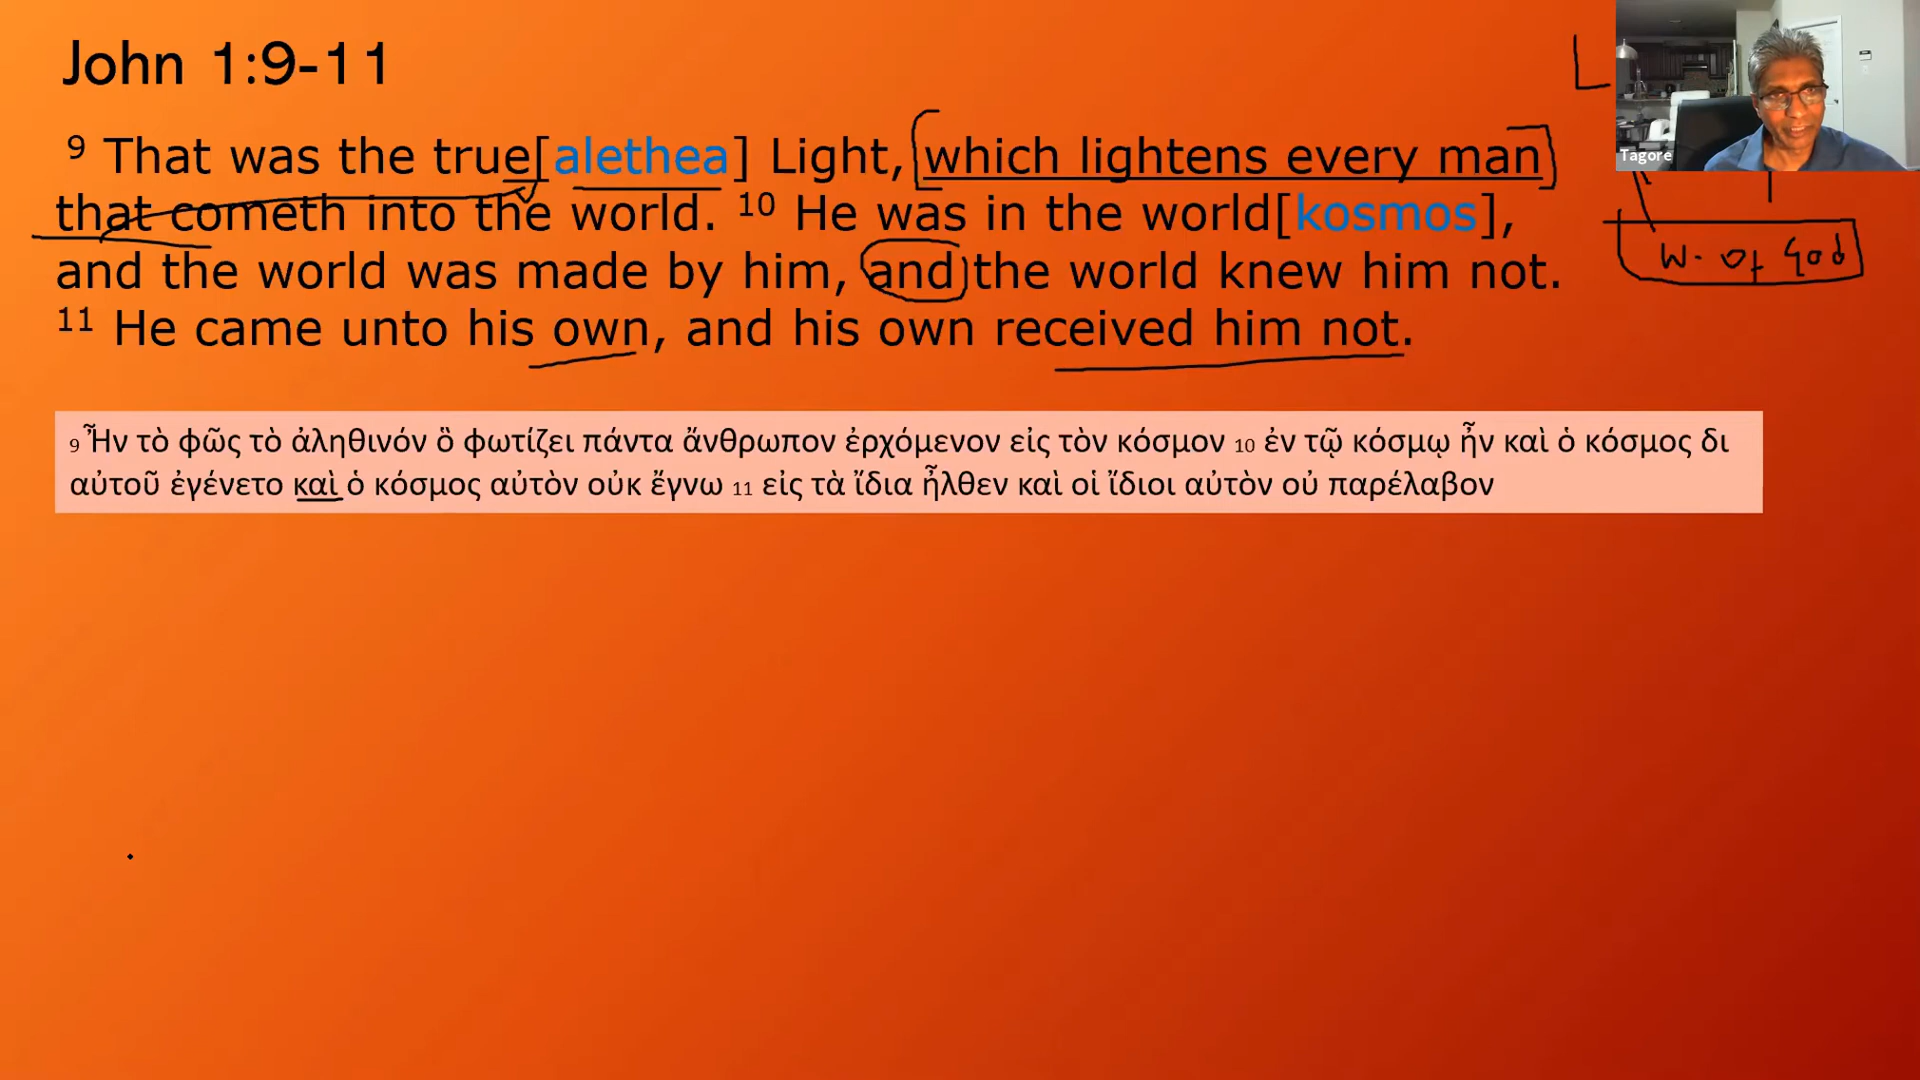 John 1:9-11
9 That was the true[alethea] Light, which lightens every man
that cometh into the world. 10 He was in the world[kosmos],
and the world was made by him, and the world knew him not.
11 He came unto his own, and his own received him not.
9 Ἦν τὸ φῶς τὸ ἀληθινόν ὃ φωτίζει πάντα ἄνθρωπον ἐρχόμενον εἰς τὸν κόσμον 10 ἐν τῷ κόσμῳ ἦν καὶ ὁ κόσμος δι
αὐτοῦ ἐγένετο καὶ ὁ κόσμος αὐτὸν οὐκ ἔγνω 11 εἰς τὰ ἴδια ἦλθεν καὶ οἱ ἴδιοι αὐτὸν οὐ παρέλαβον
Tagore
W. of God